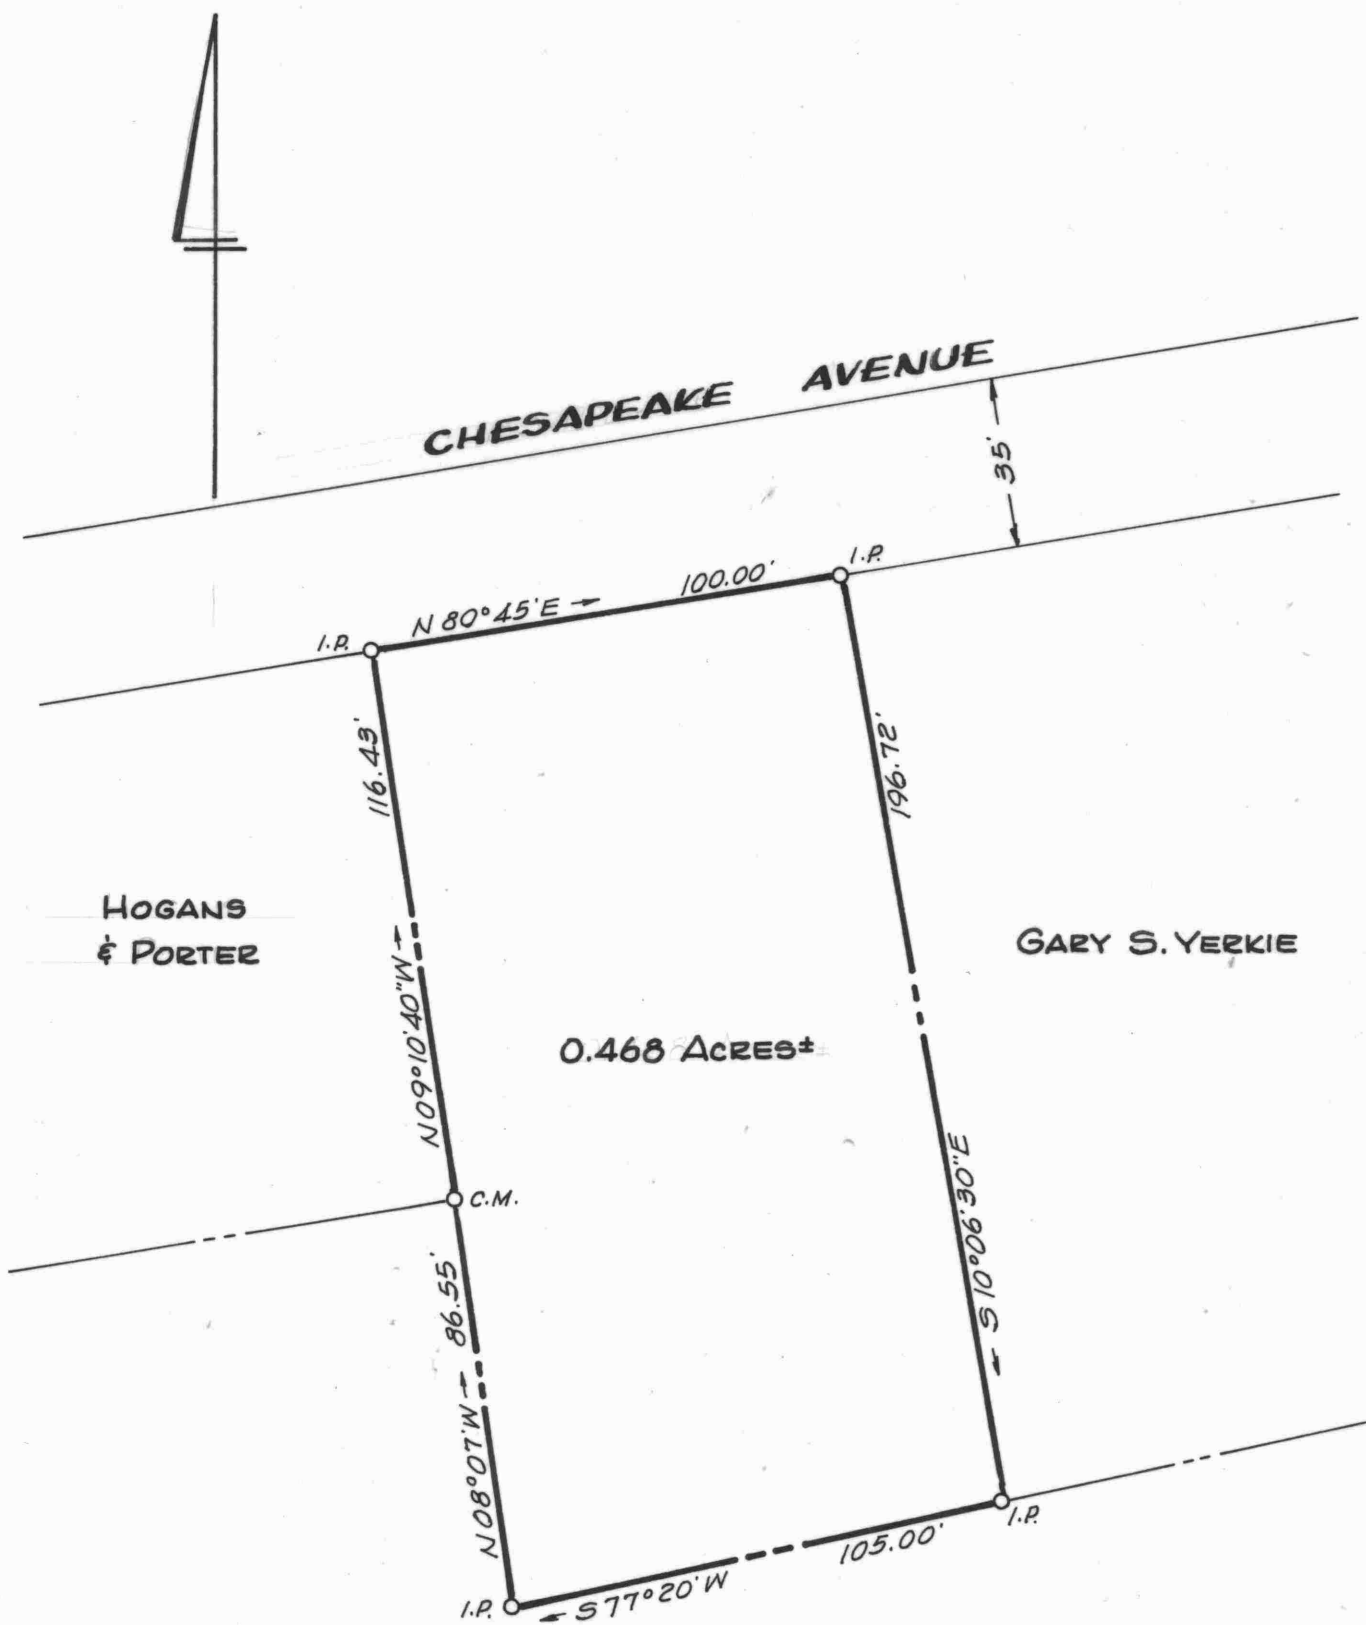 CHESAPEAKE AVENUE
35'
I.P.
N 80°45'E → 100.00'
I.P.
116.43'
196.72'
HOGANS
& PORTER
GARY S. YERKIE
N09°10'40"W →
0.468 ACRES±
C.M.
S 10°06'30"E
86.55'
N08°07'W →
I.P.
105.00'
← S77°20'W
I.P.